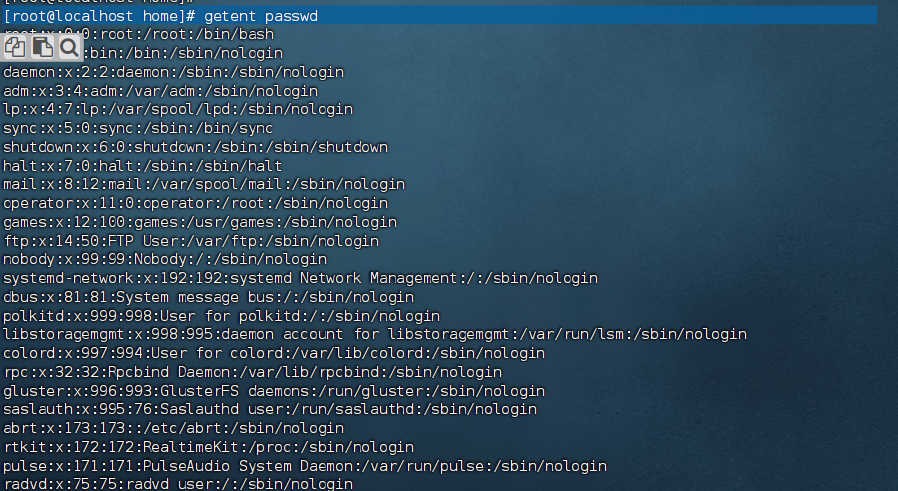 [root@localhost home]#
[root@localhost home]# getent passwd
root:x:0:0:root:/root:/bin/bash
:bin:/bin:/sbin/nologin
daemon:x:2:2:daemon:/sbin:/sbin/nologin
adm:x:3:4:adm:/var/adm:/sbin/nologin
lp:x:4:7:lp:/var/spool/lpd:/sbin/nologin
sync:x:5:0:sync:/sbin:/bin/sync
shutdown:x:6:0:shutdown:/sbin:/sbin/shutdown
halt:x:7:0:halt:/sbin:/sbin/halt
mail:x:8:12:mail:/var/spool/mail:/sbin/nologin
operator:x:11:0:operator:/root:/sbin/nologin
games:x:12:100:games:/usr/games:/sbin/nologin
ftp:x:14:50:FTP User:/var/ftp:/sbin/nologin
nobody:x:99:99:Nobody:/:/sbin/nologin
systemd-network:x:192:192:systemd Network Management:/:/sbin/nologin
dbus:x:81:81:System message bus:/:/sbin/nologin
polkitd:x:999:998:User for polkitd:/:/sbin/nologin
libstoragemgmt:x:998:995:daemon account for libstoragemgmt:/var/run/lsm:/sbin/nologin
colord:x:997:994:User for colord:/var/lib/colord:/sbin/nologin
rpc:x:32:32:Rpcbind Daemon:/var/lib/rpcbind:/sbin/nologin
gluster:x:996:993:GlusterFS daemons:/run/gluster:/sbin/nologin
saslauth:x:995:76:Saslauthd user:/run/saslauthd:/sbin/nologin
abrt:x:173:173::/etc/abrt:/sbin/nologin
rtkit:x:172:172:RealtimeKit:/proc:/sbin/nologin
pulse:x:171:171:PulseAudio System Daemon:/var/run/pulse:/sbin/nologin
radvd:x:75:75:radvd user:/:/sbin/nologin